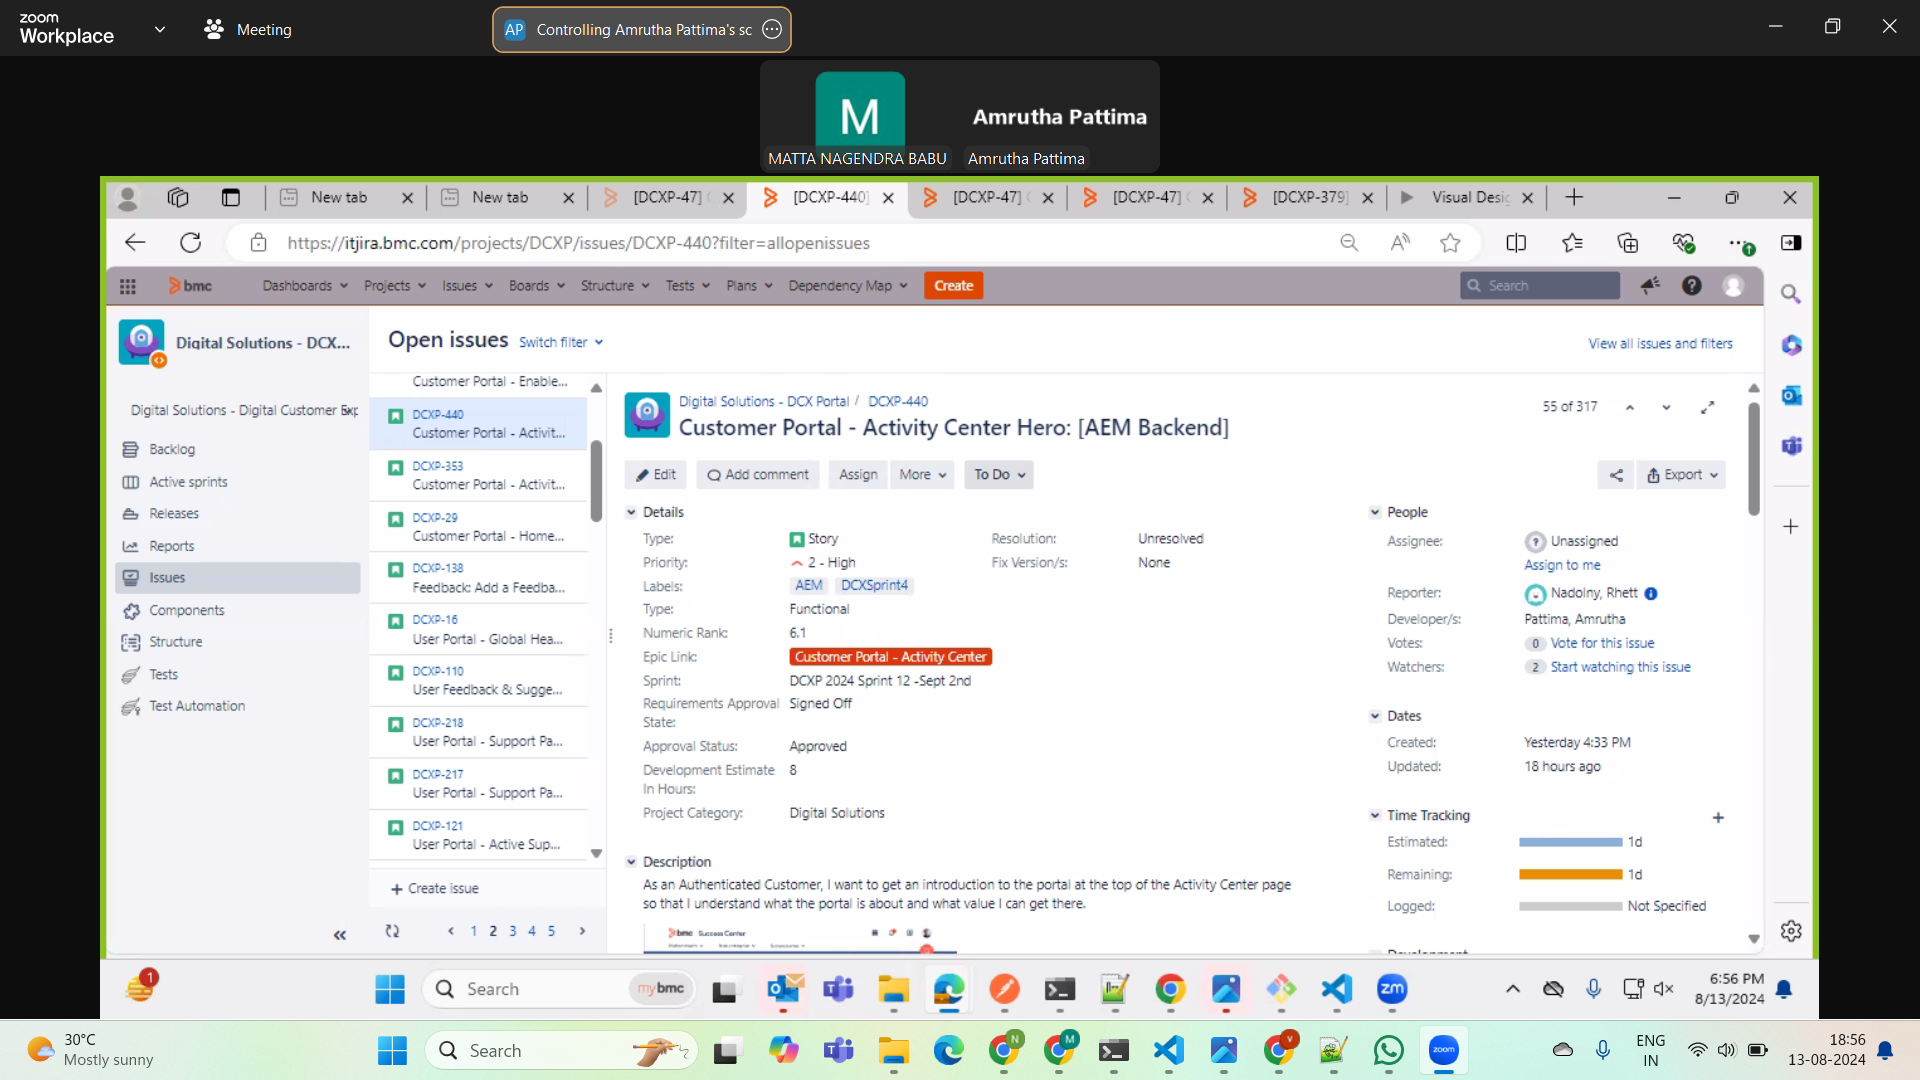 zoom
Workplace
Meeting
AP
Controlling Amrutha Pattima's sc
M
MATTA NAGENDRA BABU
Amrutha Pattima
Amrutha Pattima
New tab
New tab
[DCXP-47]
[DCXP-440]
[DCXP-47]
[DCXP-47]
[DCXP-379]
Visual Desig
https://itjira.bmc.com/projects/DCXP/issues/DCXP-440?filter=allopenissues
bmc
Dashboards
Projects
Issues
Boards
Structure
Tests
Plans
Dependency Map
Create
Search
Digital Solutions - DCX...
Digital Solutions - Digital Customer Exp
Backlog
Active sprints
Releases
Reports
Issues
Components
Structure
Tests
Test Automation
Open issues
Switch filter
View all issues and filters
Customer Portal - Enable...
DCXP-440
Customer Portal - Activit...
DCXP-353
Customer Portal - Activit...
DCXP-29
Customer Portal - Home...
DCXP-138
Feedback: Add a Feedba...
DCXP-16
User Portal - Global Hea...
DCXP-110
User Feedback & Sugge...
DCXP-218
User Portal - Support Pa...
DCXP-217
User Portal - Support Pa...
DCXP-121
User Portal - Active Sup...
+ Create issue
1 2 3 4 5
Digital Solutions - DCX Portal / DCXP-440
55 of 317
Customer Portal - Activity Center Hero: [AEM Backend]
Edit
Add comment
Assign
More
To Do
Export
Details
Type: Story
Resolution: Unresolved
Priority: 2 - High
Fix Version/s: None
Labels: AEM DCXSprint4
Type: Functional
Numeric Rank: 6.1
Epic Link: Customer Portal - Activity Center
Sprint: DCXP 2024 Sprint 12 -Sept 2nd
Requirements Approval State: Signed Off
Approval Status: Approved
Development Estimate In Hours: 8
Project Category: Digital Solutions
Description
As an Authenticated Customer, I want to get an introduction to the portal at the top of the Activity Center page
so that I understand what the portal is about and what value I can get there.
bmc Success Center
People
Assignee: Unassigned
Assign to me
Reporter: Nadolny, Rhett
Developer/s: Pattima, Amrutha
Votes: 0 Vote for this issue
Watchers: 2 Start watching this issue
Dates
Created: Yesterday 4:33 PM
Updated: 18 hours ago
Time Tracking
Estimated: 1d
Remaining: 1d
Logged: Not Specified
1
Search
mybmc
zm
6:56 PM
8/13/2024
30°C
Mostly sunny
Search
N
M
V
zoom
ENG
IN
18:56
13-08-2024